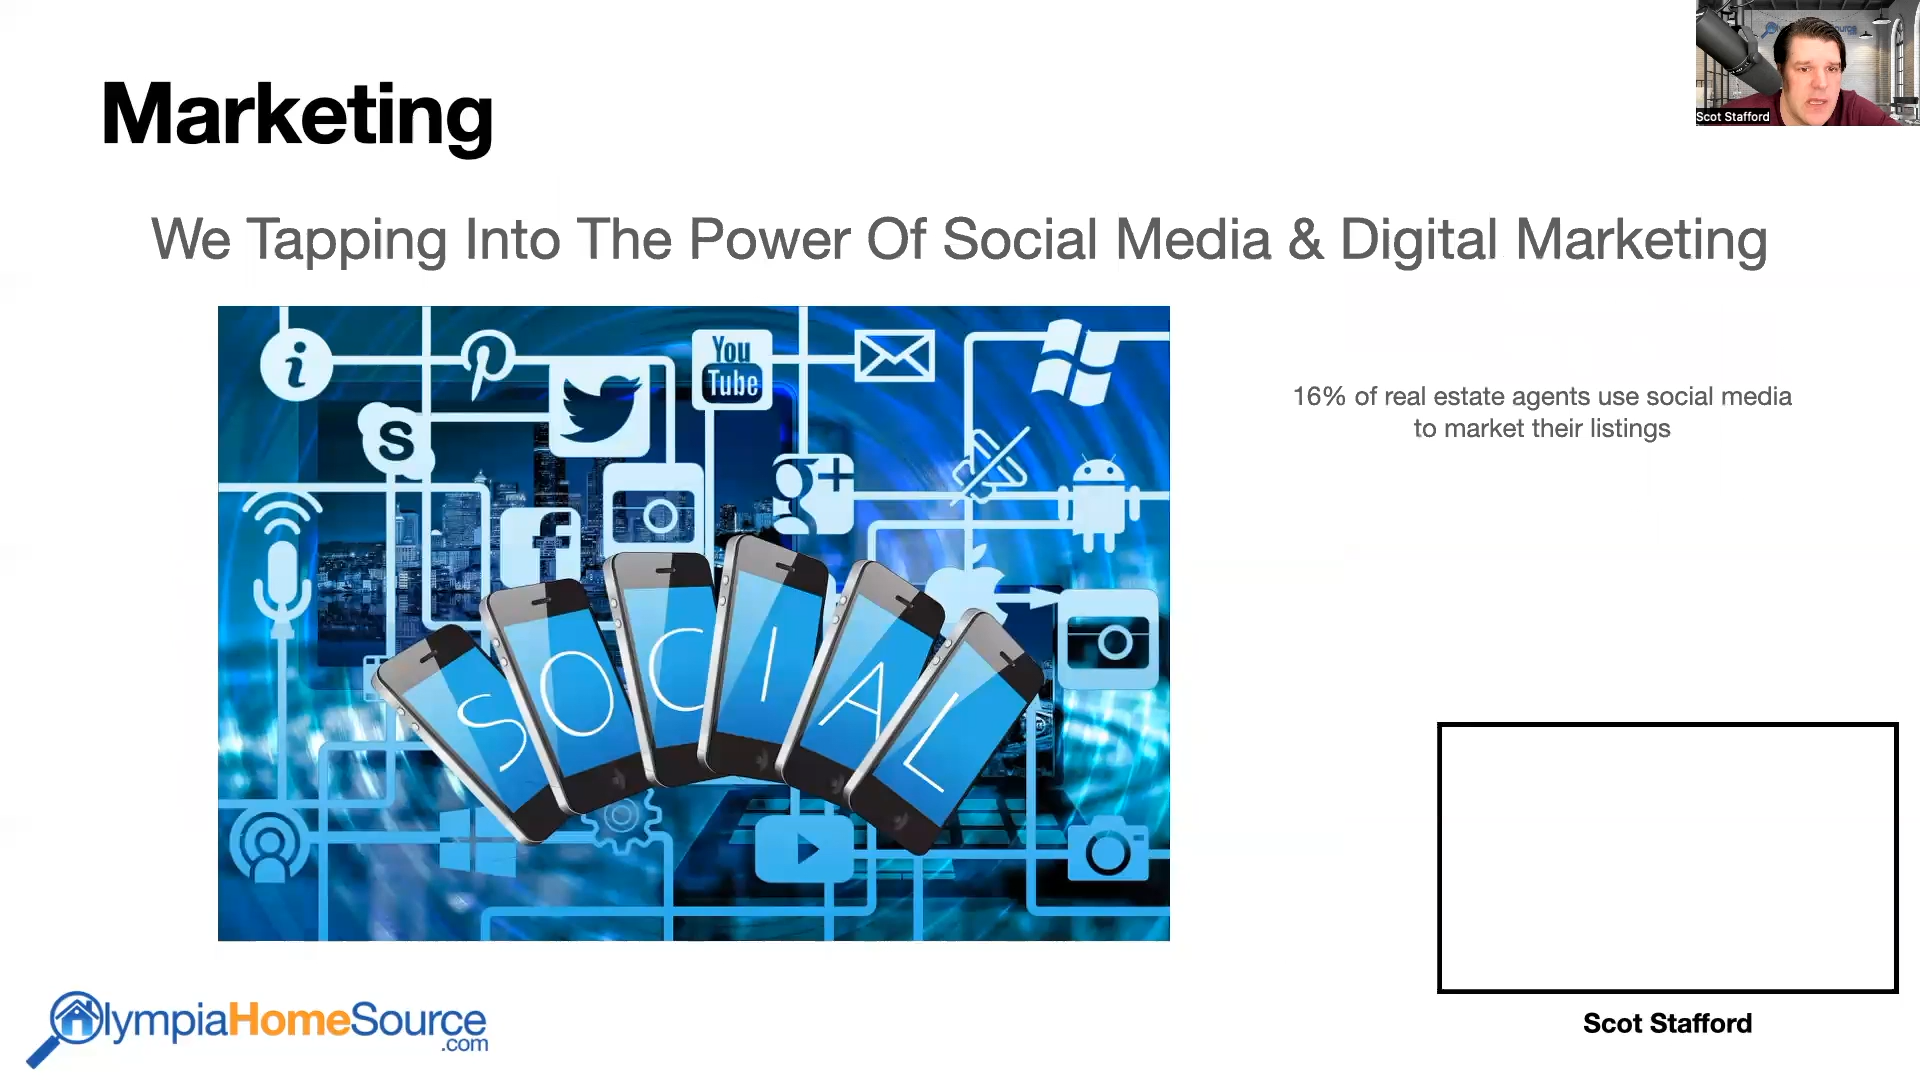 Marketing
Scot Stafford
We Tapping Into The Power Of Social Media & Digital Marketing
You
Tube
16% of real estate agents use social media
to market their listings
SOCIAL
OlympiaHomeSource
.com
Scot Stafford